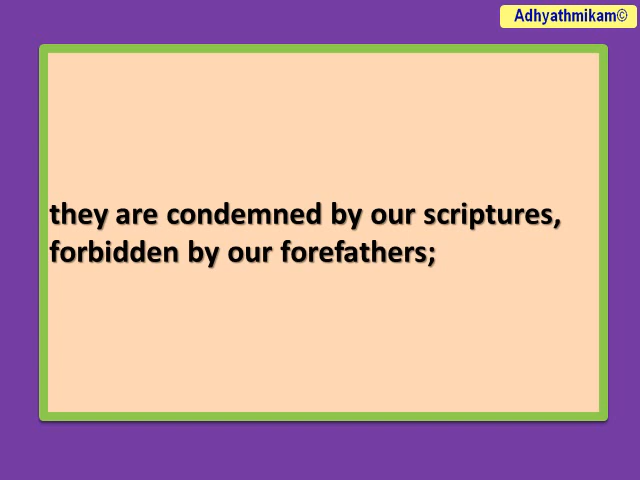 Adhyathmikam©
they are condemned by our scriptures,
forbidden by our forefathers;